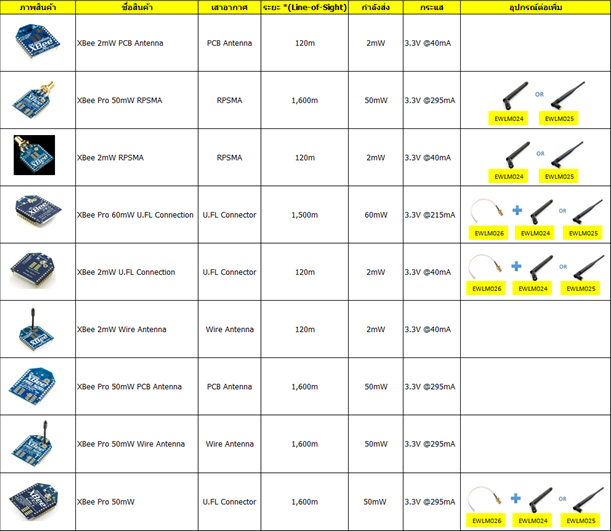 ภาพสินค้า ชื่อสินค้า เสาอากาศ ระยะ *(Line-of-Sight) กำลังส่ง กระแส อุปกรณ์ต่อเพิ่ม
XBee 2mW PCB Antenna PCB Antenna 120m 2mW 3.3V @40mA
XBee Pro 50mW RPSMA RPSMA 1,600m 50mW 3.3V @295mA OR
EWLM024 EWLM025
XBee 2mW RPSMA RPSMA 120m 2mW 3.3V @40mA OR
EWLM024 EWLM025
XBee Pro 60mW U.FL Connection U.FL Connector 1,500m 60mW 3.3V @215mA OR
EWLM026 EWLM024 EWLM025
XBee 2mW U.FL Connection U.FL Connector 120m 2mW 3.3V @40mA OR
EWLM026 EWLM024 EWLM025
XBee 2mW Wire Antenna Wire Antenna 120m 2mW 3.3V @40mA
XBee Pro 50mW PCB Antenna PCB Antenna 1,600m 50mW 3.3V @295mA
XBee Pro 50mW Wire Antenna Wire Antenna 1,600m 50mW 3.3V @295mA
XBee Pro 50mW U.FL Connector 1,600m 50mW 3.3V @295mA OR
EWLM026 EWLM024 EWLM025